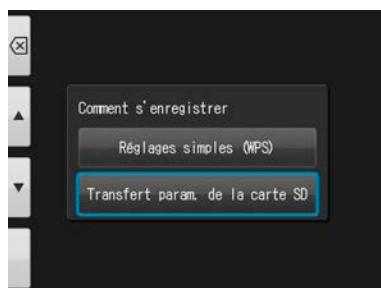 Comment s'enregistrer
Réglages simples (WPS)
Transfert param. de la carte SD